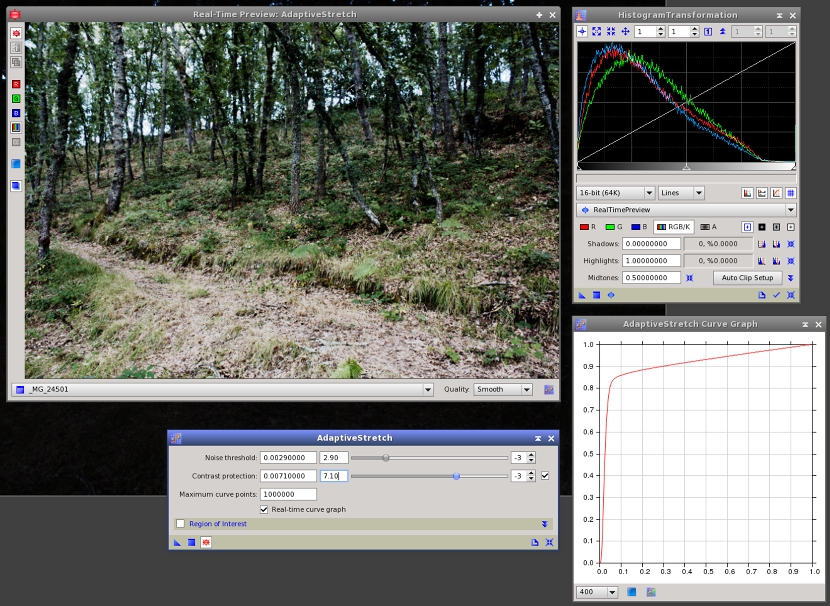 Real-Time Preview: AdaptiveStretch
R
G
B
_MG_24501
Quality: Smooth
HistogramTransformation
1 1 1 1 1
16-bit (64K) Lines
RealTimePreview
R G B RGB/K A
Shadows: 0.00000000 0, %0.0000
Highlights: 1.00000000 0, %0.0000
Midtones: 0.50000000 Auto Clip Setup
AdaptiveStretch
Noise threshold: 0.00290000 2.90 -3
Contrast protection: 0.00710000 7.10 -3
Maximum curve points: 1000000
Real-time curve graph
Region of Interest
AdaptiveStretch Curve Graph
1.0
0.9
0.8
0.7
0.6
0.5
0.4
0.3
0.2
0.1
0.0
0.0 0.1 0.2 0.3 0.4 0.5 0.6 0.7 0.8 0.9 1.0
400